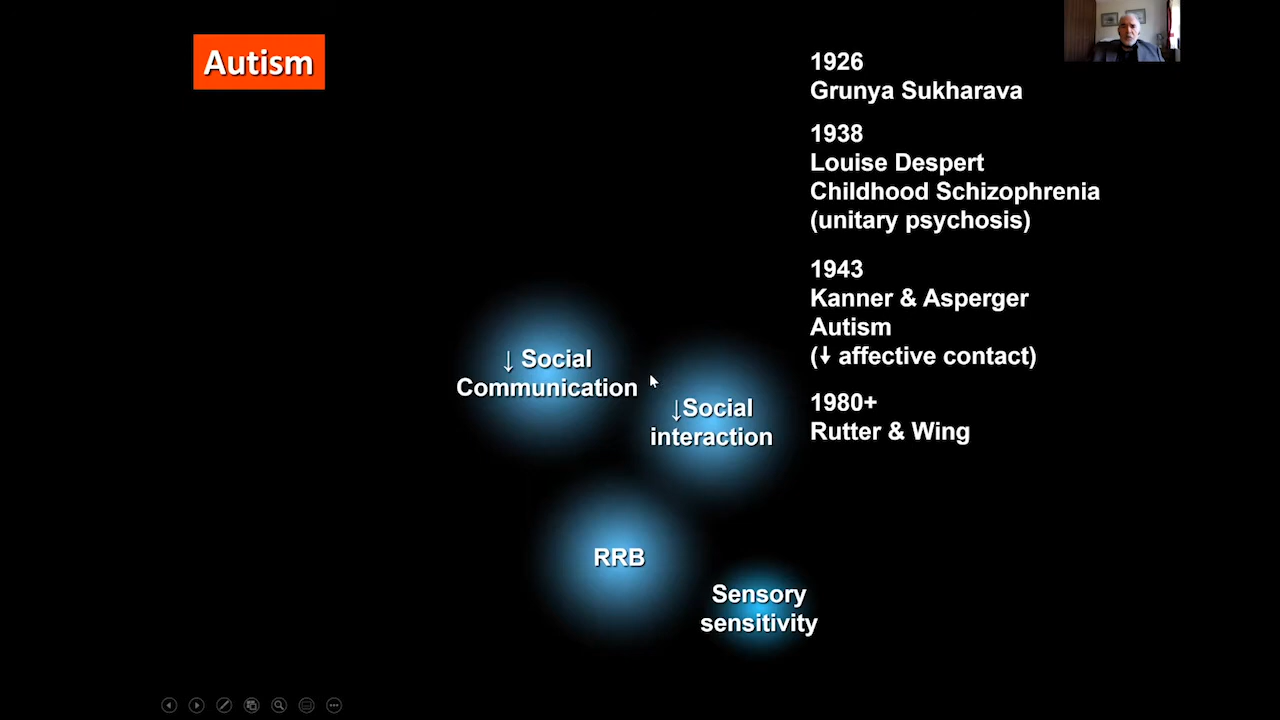 Autism
1926
Grunya Sukharava
1938
Louise Despert
Childhood Schizophrenia
(unitary psychosis)
1943
Kanner & Asperger
Autism
(↓ affective contact)
1980+
Rutter & Wing
↓ Social
Communication
↓Social
interaction
RRB
Sensory
sensitivity